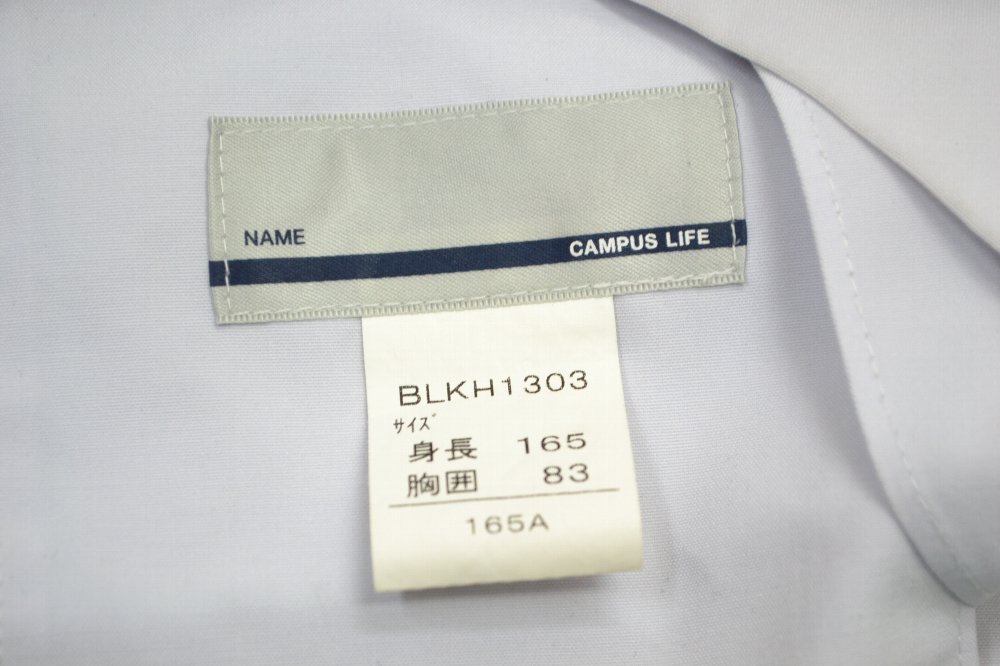 NAME
CAMPUS LIFE
BLKH1303
ｻｲｽﾞ
身長 165
胸囲 83
165A